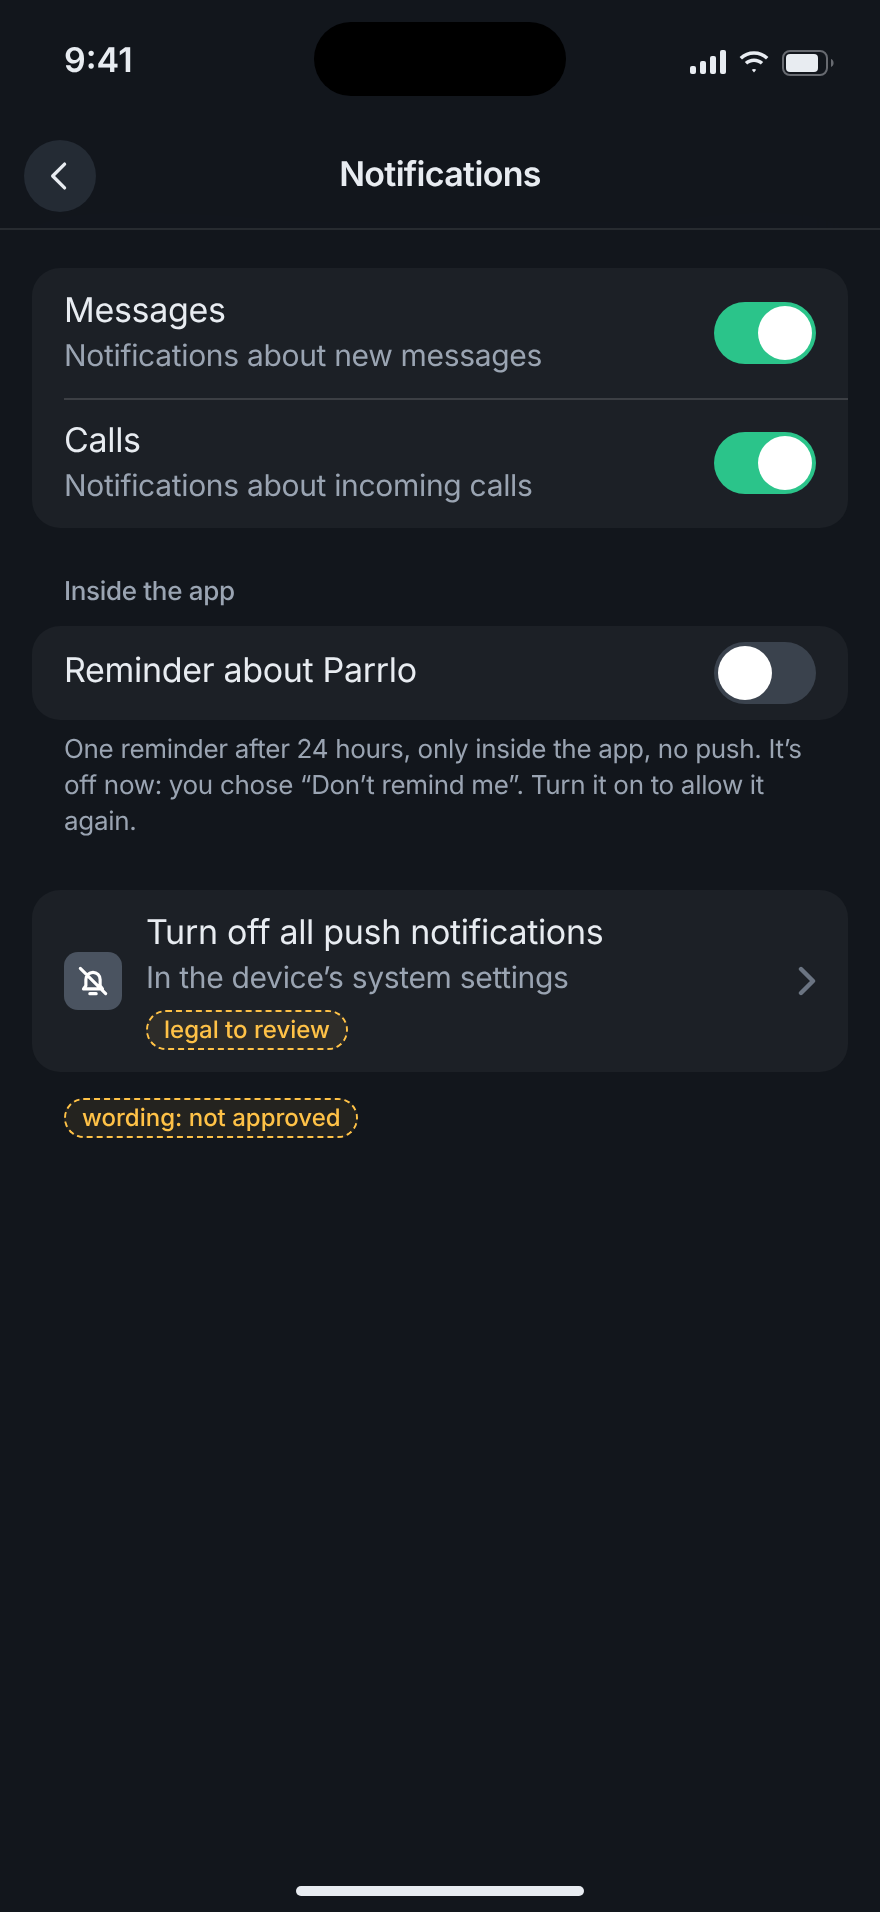 9:41
Notifications
Messages
Notifications about new messages
Calls
Notifications about incoming calls
Inside the app
Reminder about Parrlo
One reminder after 24 hours, only inside the app, no push. It’s
off now: you chose “Don’t remind me”. Turn it on to allow it
again.
Turn off all push notifications
In the device’s system settings
legal to review
wording: not approved